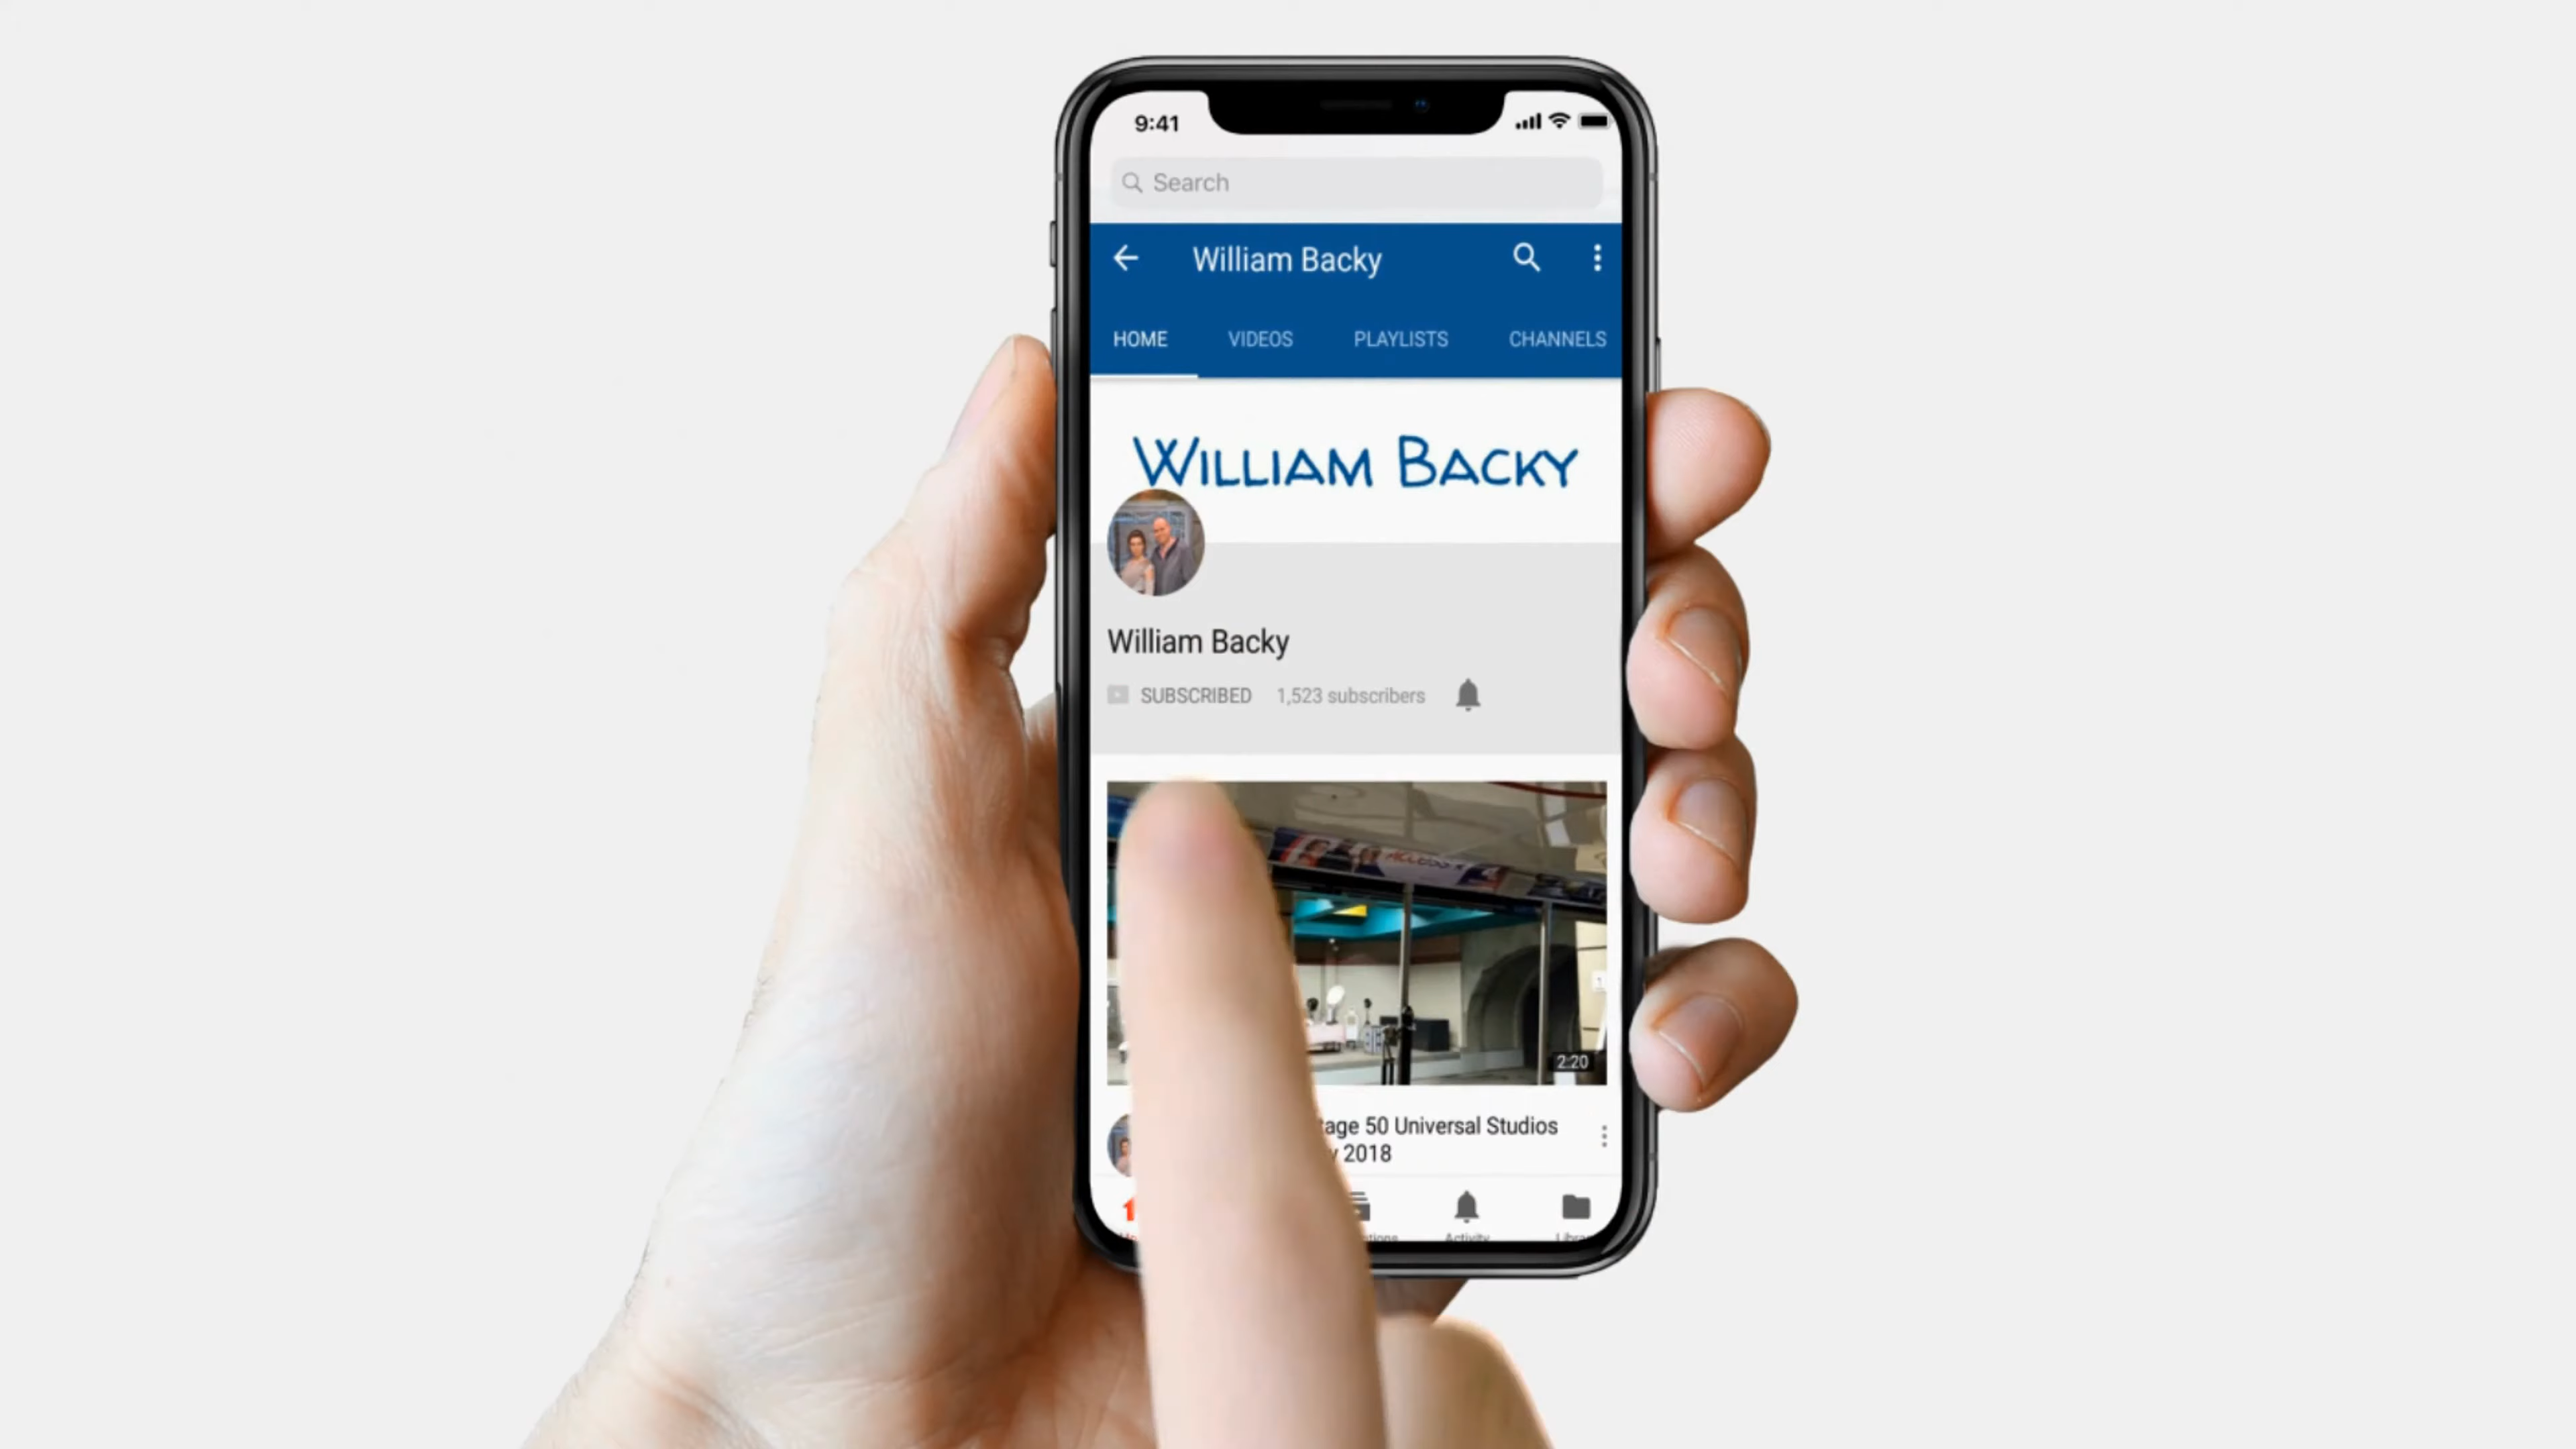 9:41
Search
William Backy
HOME VIDEOS PLAYLISTS CHANNELS
WILLIAM BACKY
William Backy
SUBSCRIBED 1,523 subscribers
ACCESS
2:20
tage 50 Universal Studios
y 2018
Activity